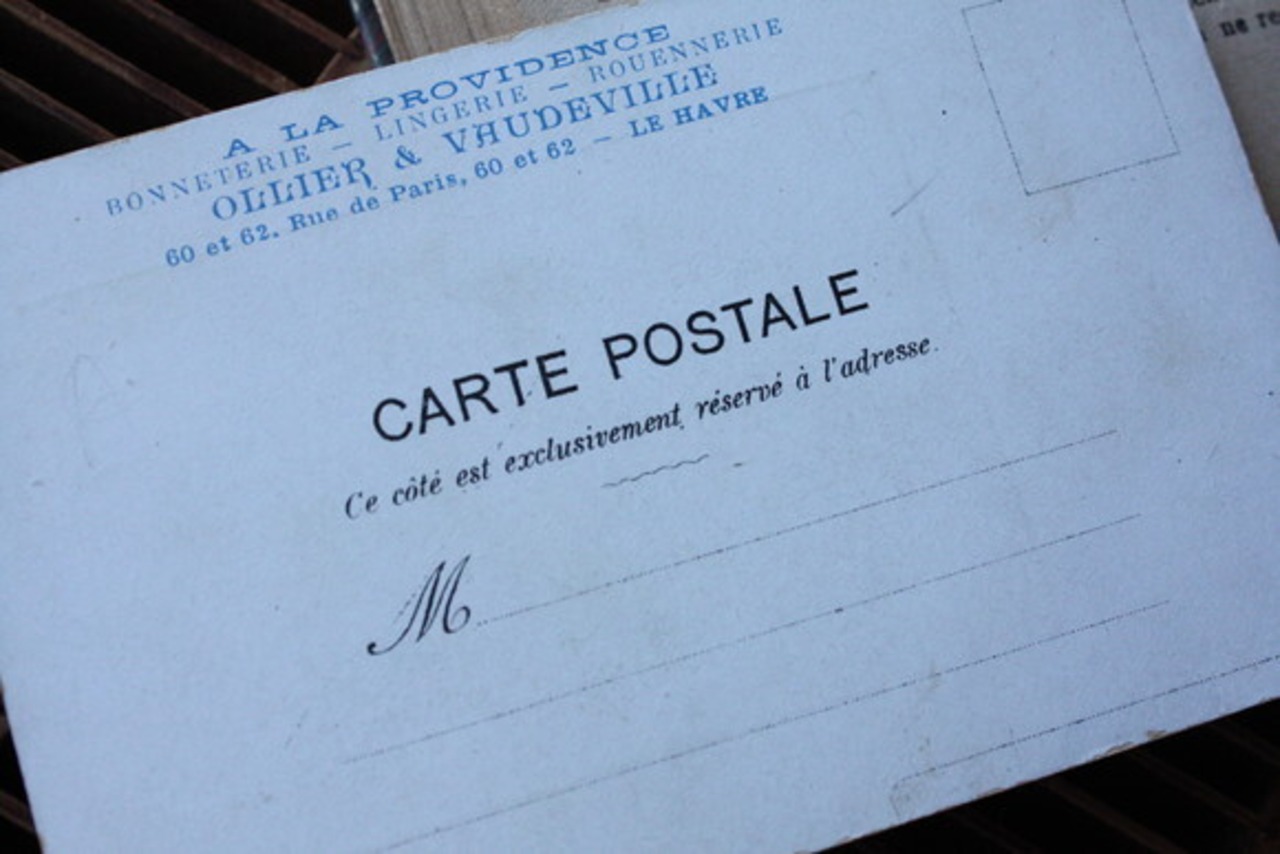 A LA PROVIDENCE
BONNETERIE — LINGERIE — ROUENNERIE
OLLIER & VAUDEVILLE
60 et 62, Rue de Paris, 60 et 62 — LE HAVRE
CARTE POSTALE
Ce côté est exclusivement réservé à l'adresse.
M
ne